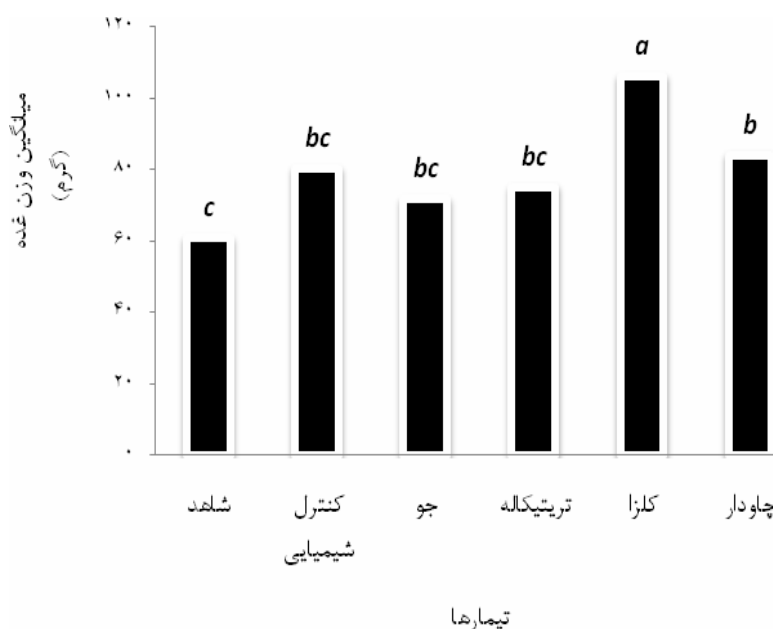 میانگین وزن غده
(گرم)
۱۲۰
۱۰۰
۸۰
۶۰
۴۰
۲۰
۰
c
bc
bc
bc
a
b
شاهد
کنترل
شیمیایی
جو
تریتیکاله
کلزا
چاودار
تیمارها